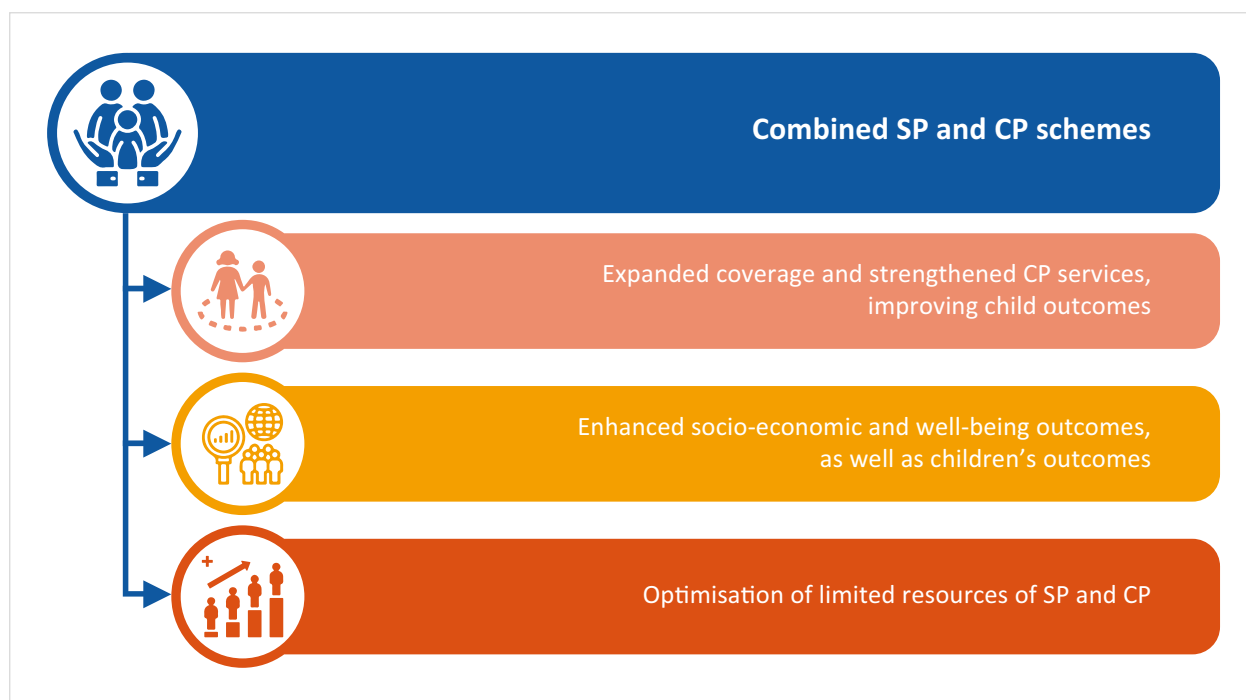 Combined SP and CP schemes
Expanded coverage and strengthened CP services,
improving child outcomes
Enhanced socio-economic and well-being outcomes,
as well as children’s outcomes
Optimisation of limited resources of SP and CP